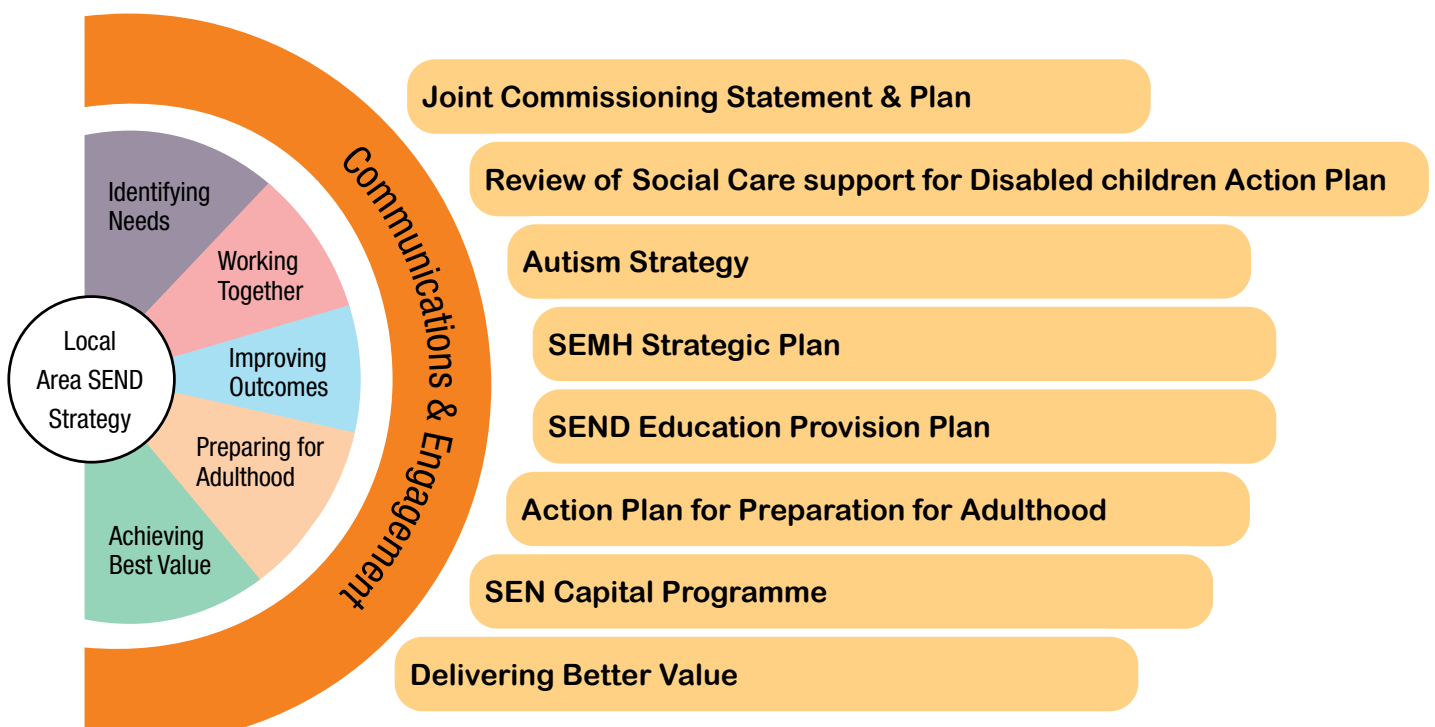 Local
Area SEND
Strategy
Identifying
Needs
Working
Together
Improving
Outcomes
Preparing for
Adulthood
Achieving
Best Value
Communications & Engagement
Joint Commissioning Statement & Plan
Review of Social Care support for Disabled children Action Plan
Autism Strategy
SEMH Strategic Plan
SEND Education Provision Plan
Action Plan for Preparation for Adulthood
SEN Capital Programme
Delivering Better Value